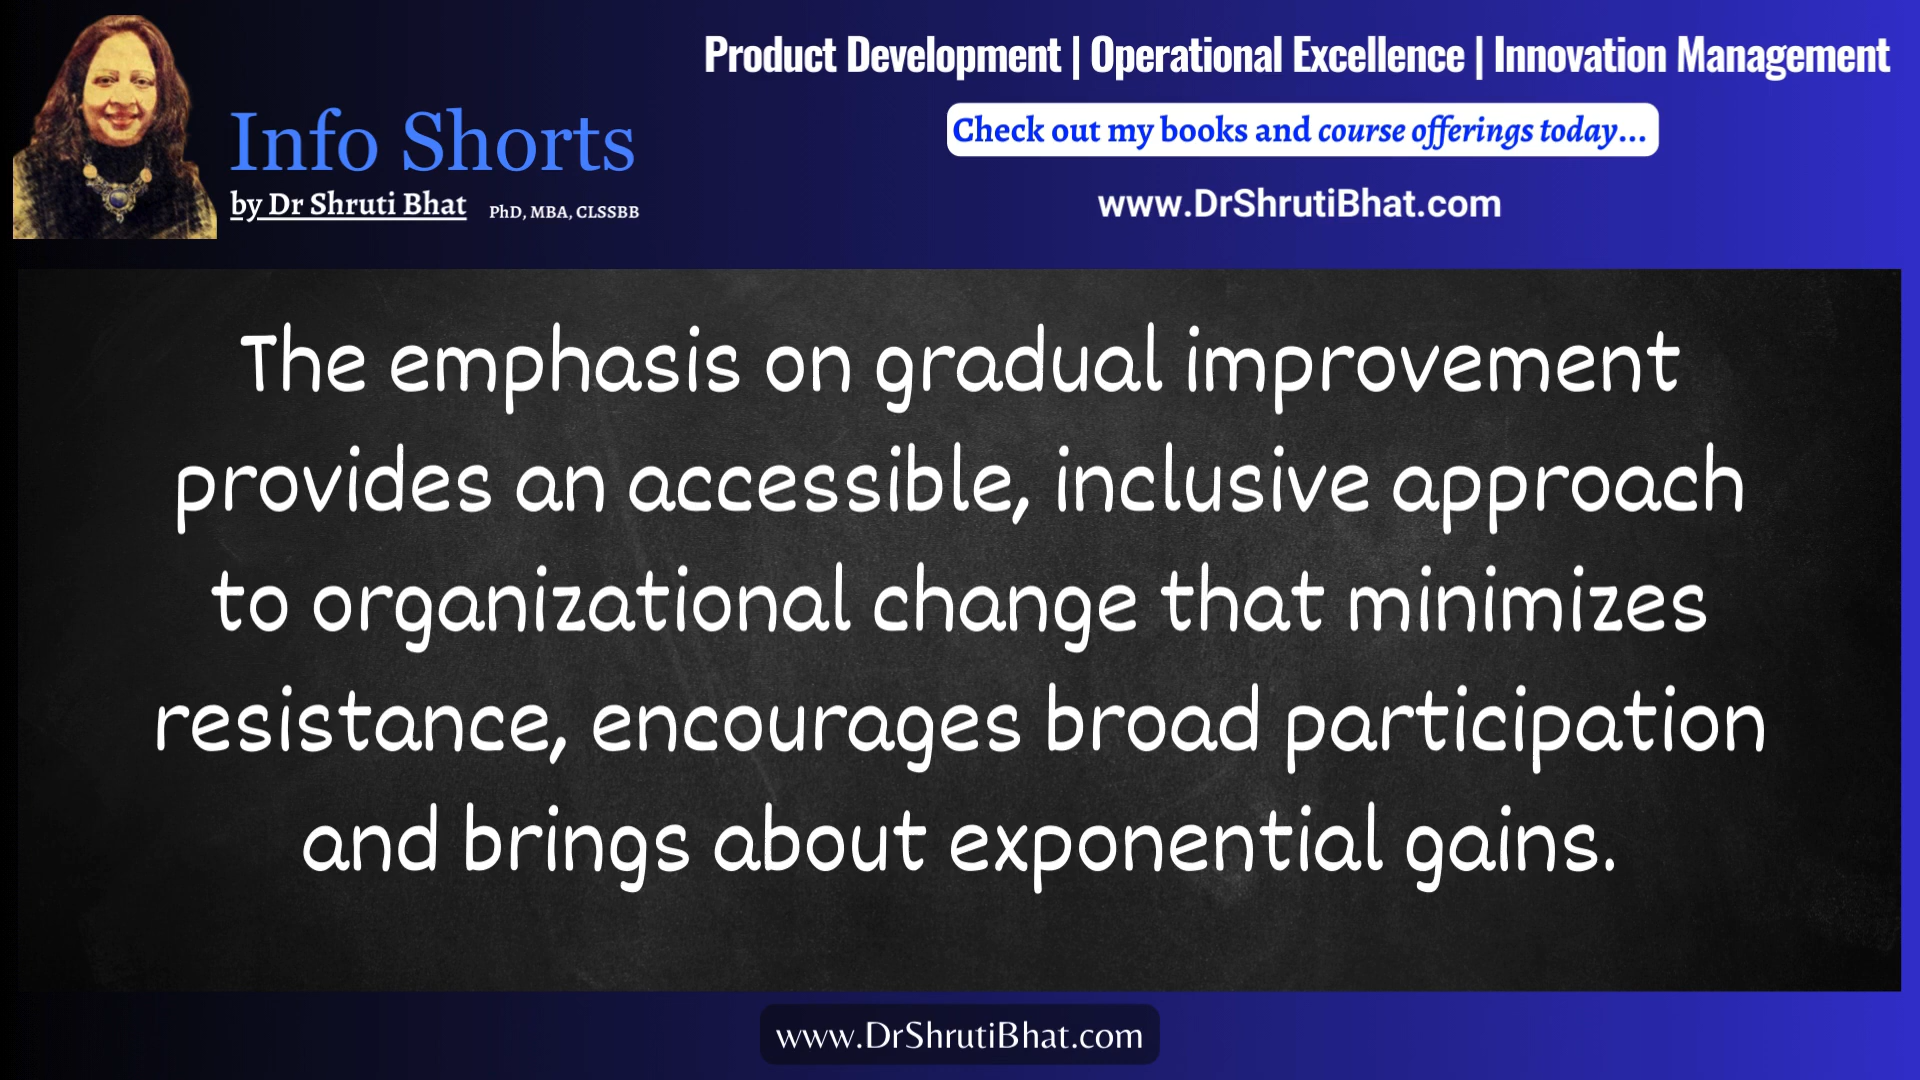 Product Development | Operational Excellence | Innovation Management
Info Shorts
by Dr Shruti Bhat PhD, MBA, CLSSBB
Check out my books and course offerings today...
www.DrShrutiBhat.com
The emphasis on gradual improvement
provides an accessible, inclusive approach
to organizational change that minimizes
resistance, encourages broad participation
and brings about exponential gains.
www.DrShrutiBhat.com